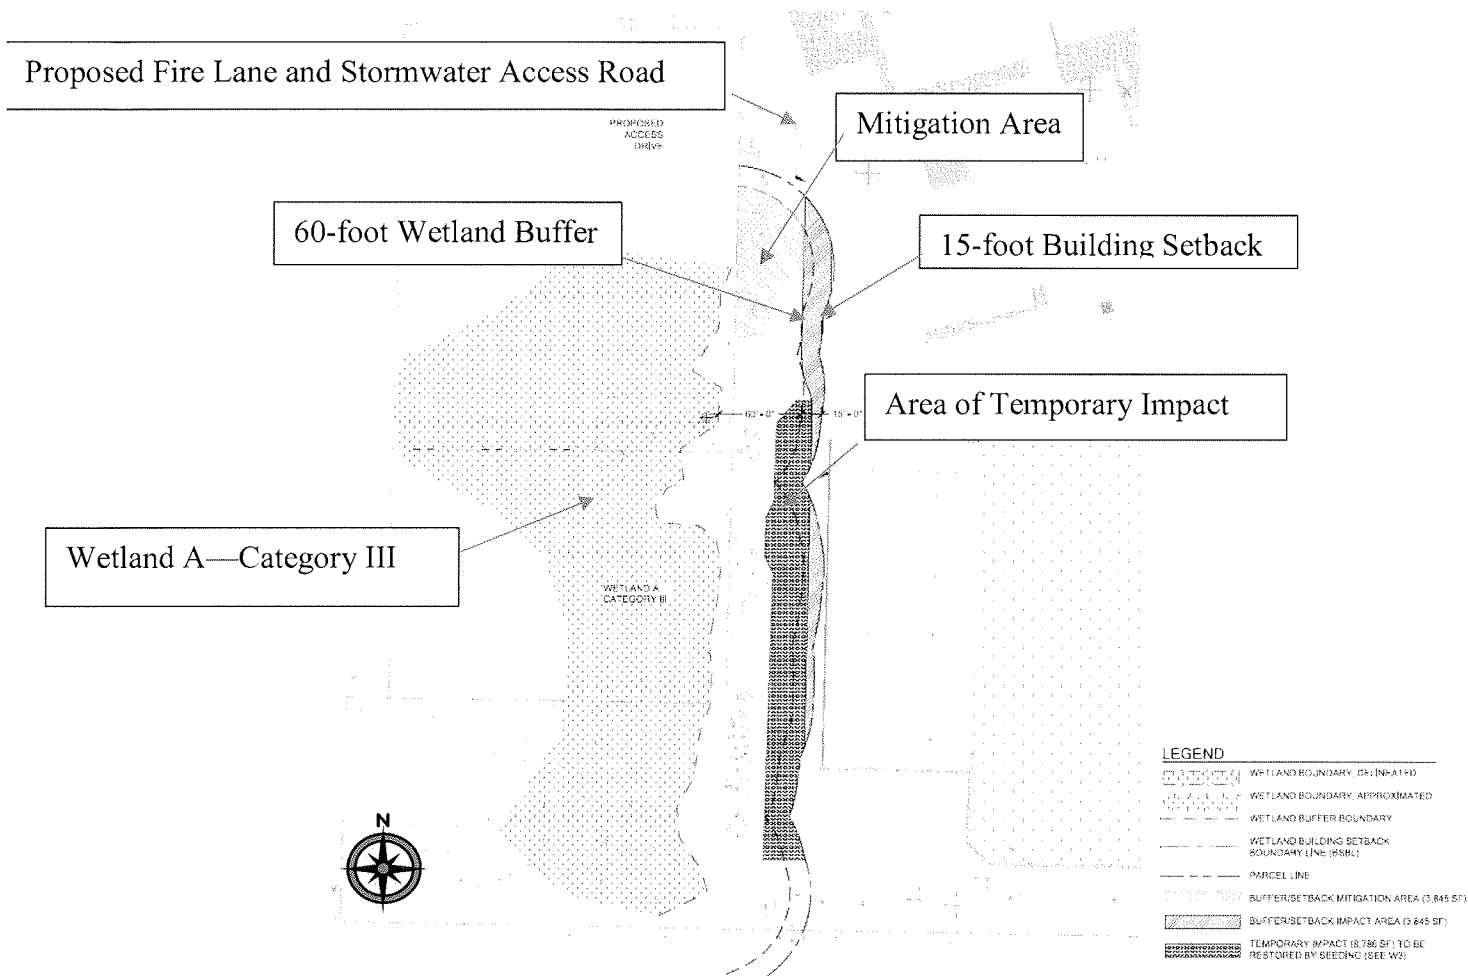 Proposed Fire Lane and Stormwater Access Road
PROPOSED
ACCESS
DRIVE
Mitigation Area
60-foot Wetland Buffer
15-foot Building Setback
Area of Temporary Impact
60'-0"
15'-0"
Wetland A—Category III
WETLAND A
CATEGORY III
N
LEGEND
WETLAND BOUNDARY, DELINEATED
WETLAND BOUNDARY, APPROXIMATED
WETLAND BUFFER BOUNDARY
WETLAND BUILDING SETBACK
BOUNDARY LINE (BSBL)
PARCEL LINE
BUFFER/SETBACK MITIGATION AREA (3,845 SF)
BUFFER/SETBACK IMPACT AREA (3,845 SF)
TEMPORARY IMPACT (8,786 SF) TO BE
RESTORED BY SEEDING (SEE W3)